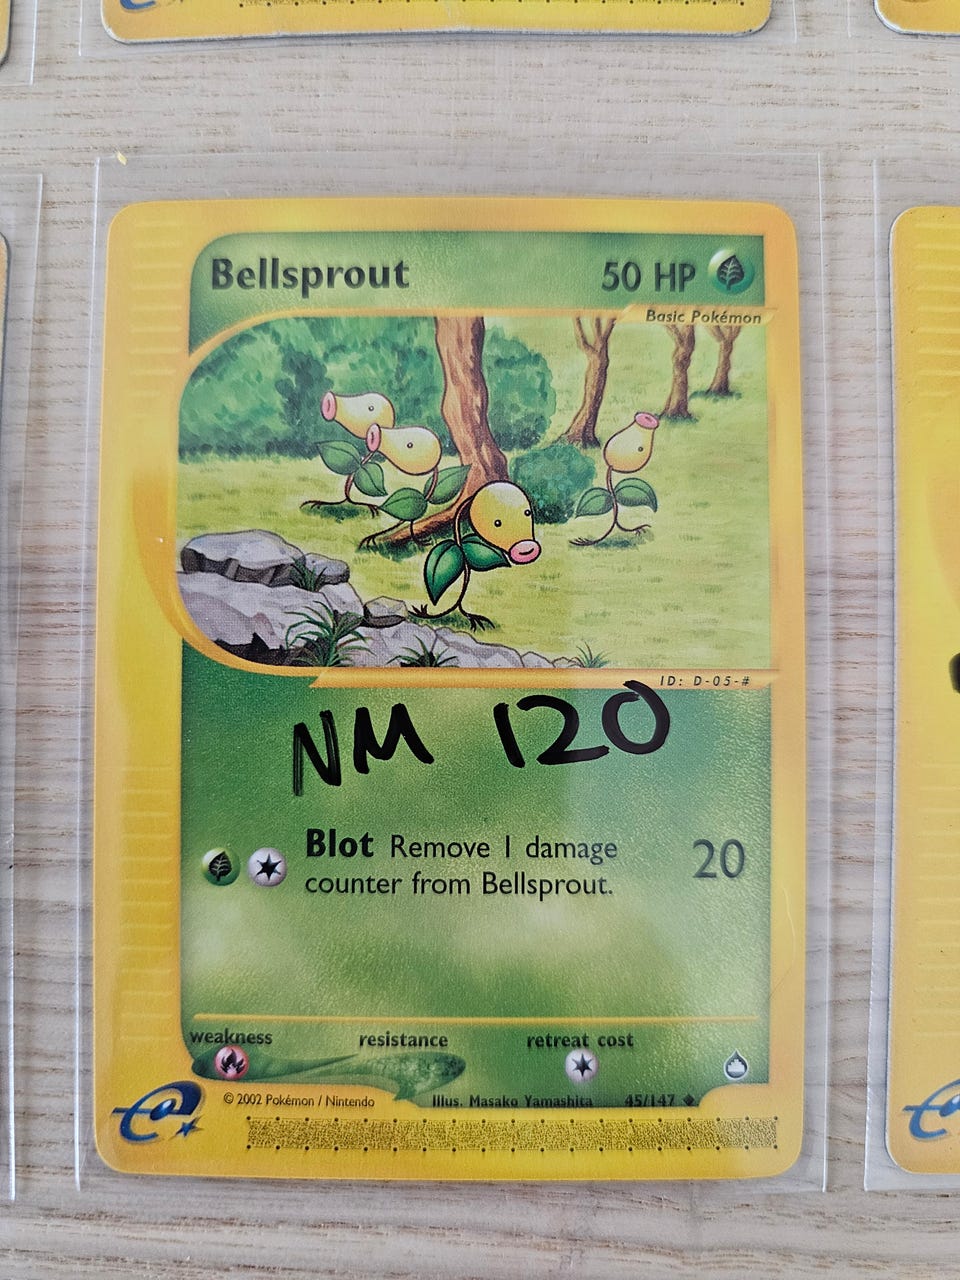 Bellsprout 50 HP
Basic Pokémon
ID: D-05-#
NM 120
Blot Remove 1 damage 20
counter from Bellsprout.
weakness resistance retreat cost
© 2002 Pokémon / Nintendo Illus. Masako Yamashita 45/147